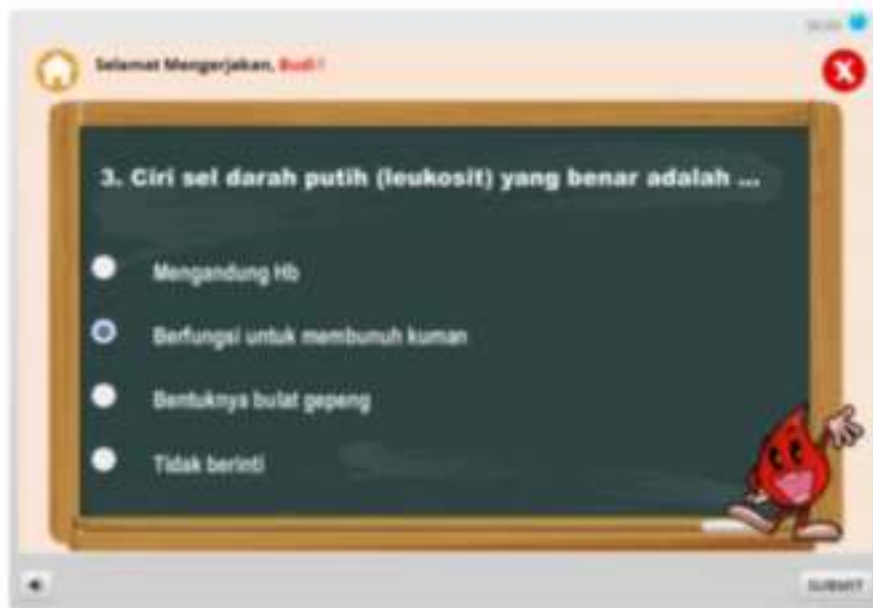 Selamat Mengerjakan, Budi !
3. Ciri sel darah putih (leukosit) yang benar adalah ...
Mengandung Hb
Berfungsi untuk membunuh kuman
Bentuknya bulat gepeng
Tidak berinti
SUBMIT